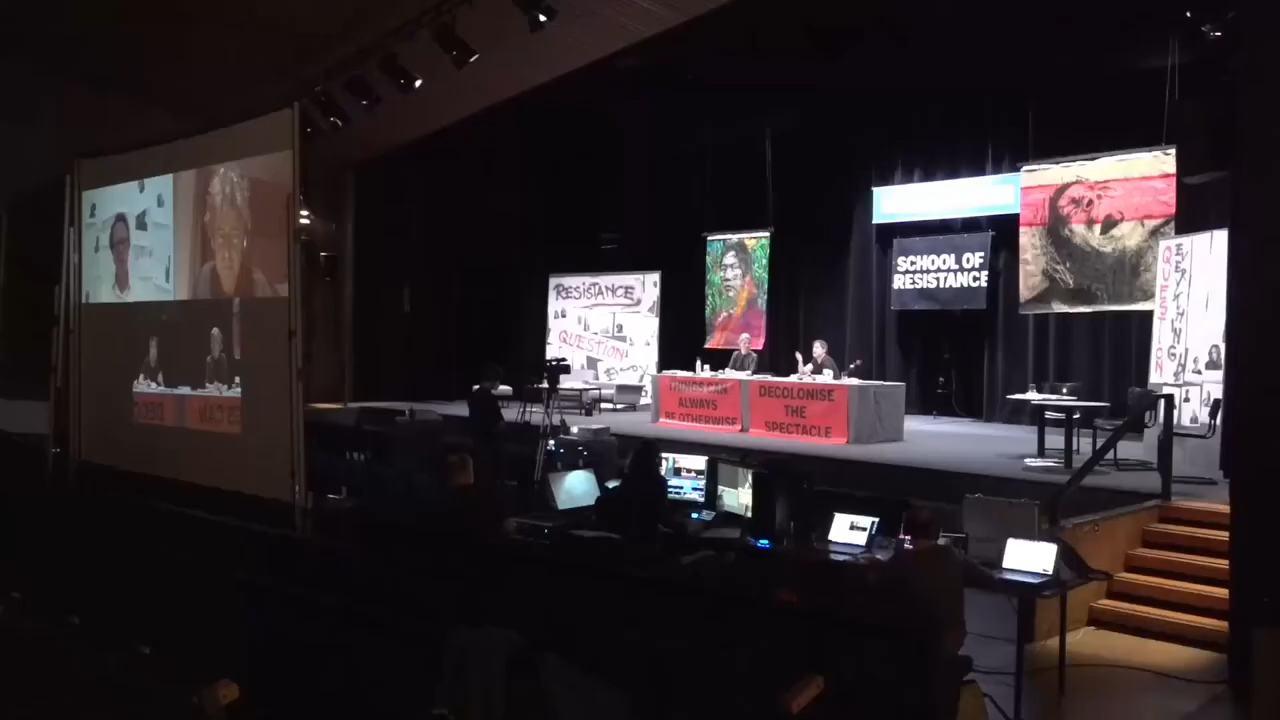 RESISTANCE
QUESTION
THINGS CAN
ALWAYS
BE OTHERWISE
DECOLONISE
THE
SPECTACLE
SCHOOL OF
RESISTANCE
QUESTION
EVERYTHING